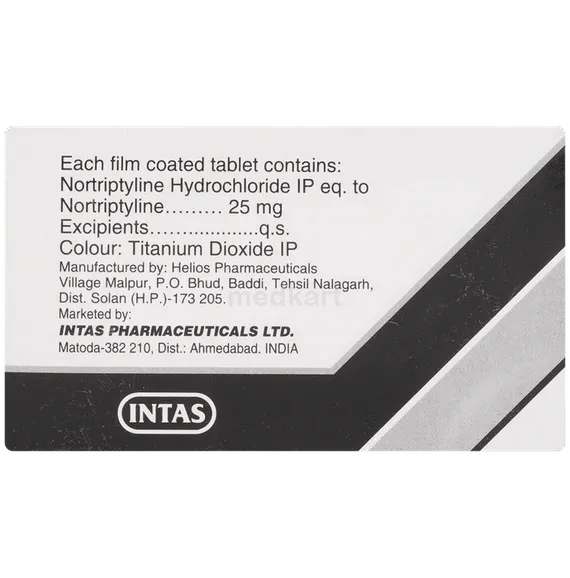 Each film coated tablet contains:
Nortriptyline Hydrochloride IP eq. to
Nortriptyline......... 25 mg
Excipients...................q.s.
Colour: Titanium Dioxide IP
Manufactured by: Helios Pharmaceuticals
Village Malpur, P.O. Bhud, Baddi, Tehsil Nalagarh,
Dist. Solan (H.P.)-173 205.
medkart
Marketed by:
INTAS PHARMACEUTICALS LTD.
Matoda-382 210, Dist.: Ahmedabad. INDIA
INTAS